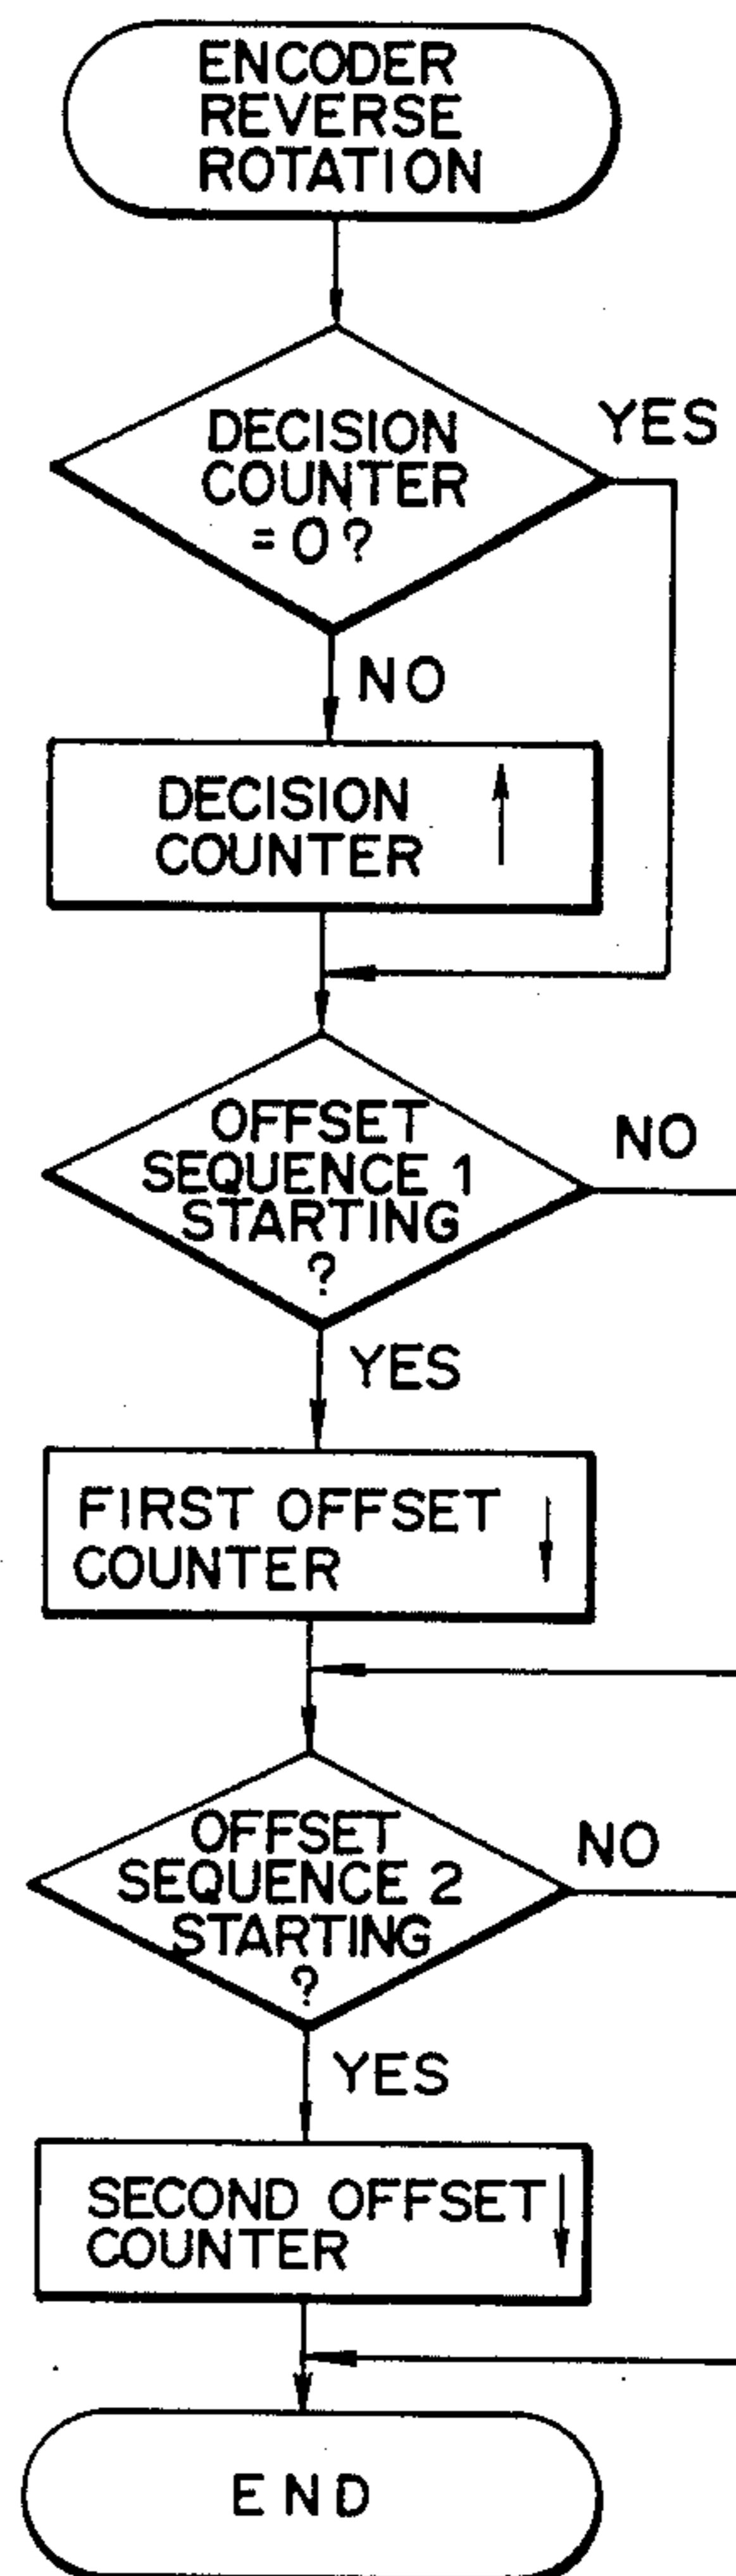 ENCODER
REVERSE
ROTATION
DECISION
COUNTER
=0?
YES
NO
DECISION
COUNTER ↑
OFFSET
SEQUENCE 1
STARTING
?
NO
YES
FIRST OFFSET ↓
COUNTER
OFFSET
SEQUENCE 2
STARTING
?
NO
YES
SECOND OFFSET ↓
COUNTER
END